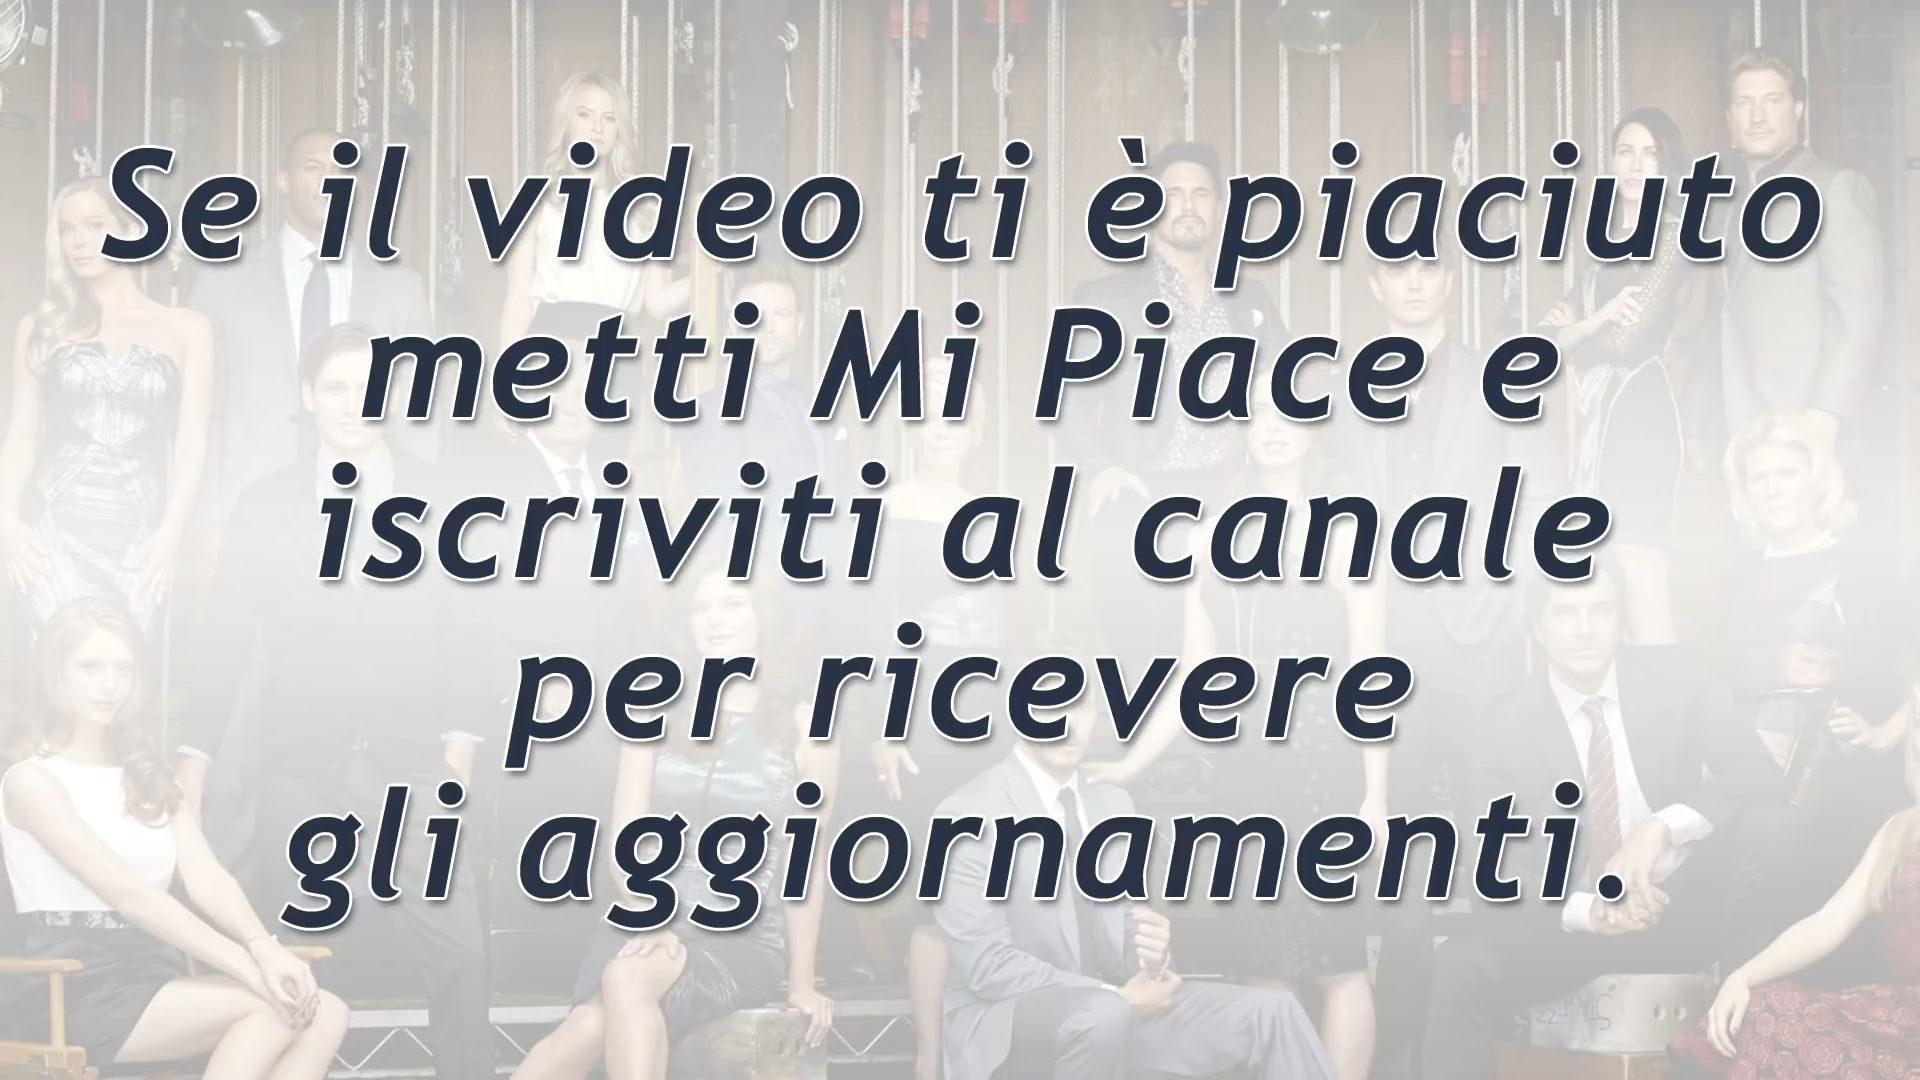 Se il video ti è piaciuto
metti Mi Piace e
iscriviti al canale
per ricevere
gli aggiornamenti.